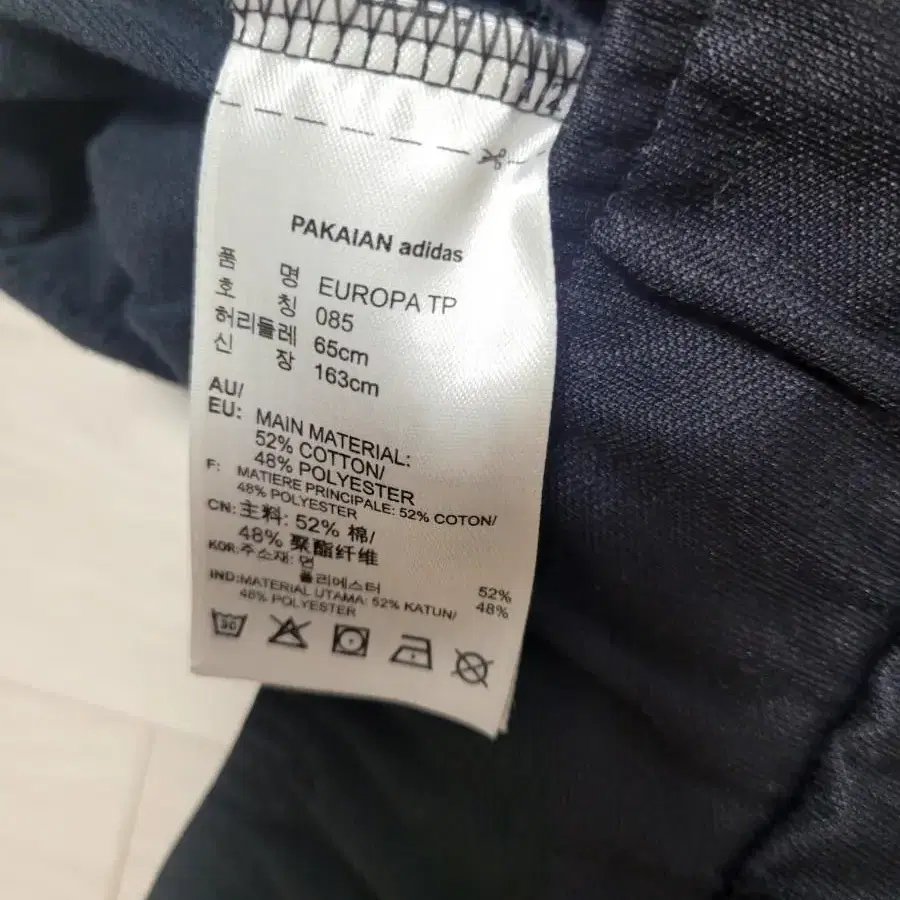 PAKAIAN adidas
품 명 EUROPA TP
호 칭 085
허리둘레 65cm
신 장 163cm
AU/
EU: MAIN MATERIAL:
52% COTTON/
48% POLYESTER
F: MATIERE PRINCIPALE: 52% COTON/
48% POLYESTER
CN:主料: 52% 棉/
48% 聚酯纤维
KOR:주소재: 면 52%
폴리에스터 48%
IND:MATERIAL UTAMA: 52% KATUN/
48% POLYESTER
30